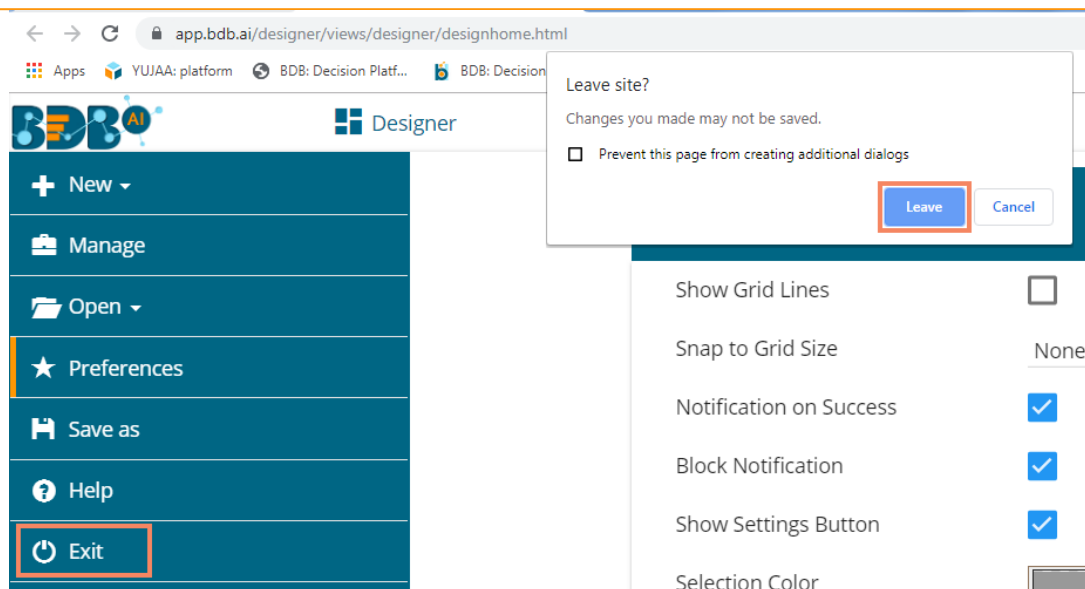 app.bdb.ai/designer/views/designer/designhome.html
Apps YUJAA: platform BDB: Decision Platf... BDB: Decision
Leave site?
Changes you made may not be saved.
Prevent this page from creating additional dialogs
Leave Cancel
BDB AI
Designer
New
Manage
Open
Preferences
Save as
Help
Exit
Show Grid Lines
Snap to Grid Size None
Notification on Success
Block Notification
Show Settings Button
Selection Color